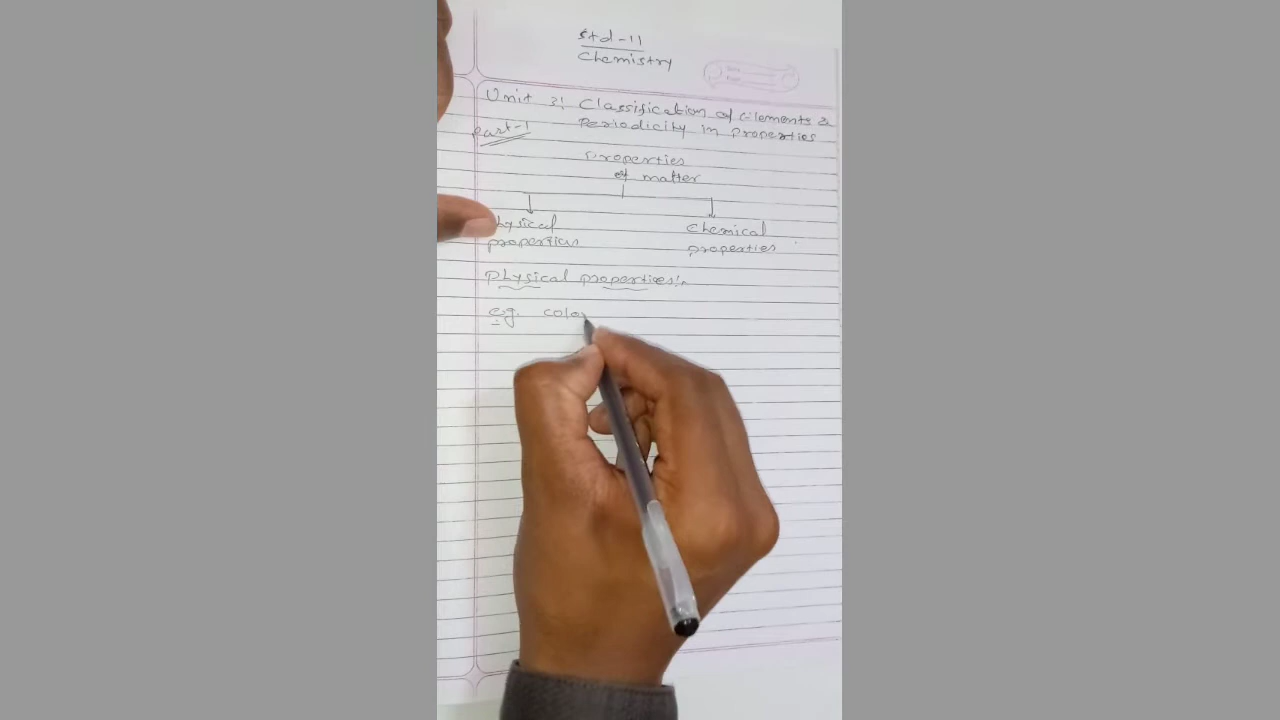 Std-11
Chemistry
Unit 3: Classification of Elements &
Periodicity in properties
Part-1
Properties
of matter
Physical
properties
Chemical
properties
Physical properties:-
e.g. colo